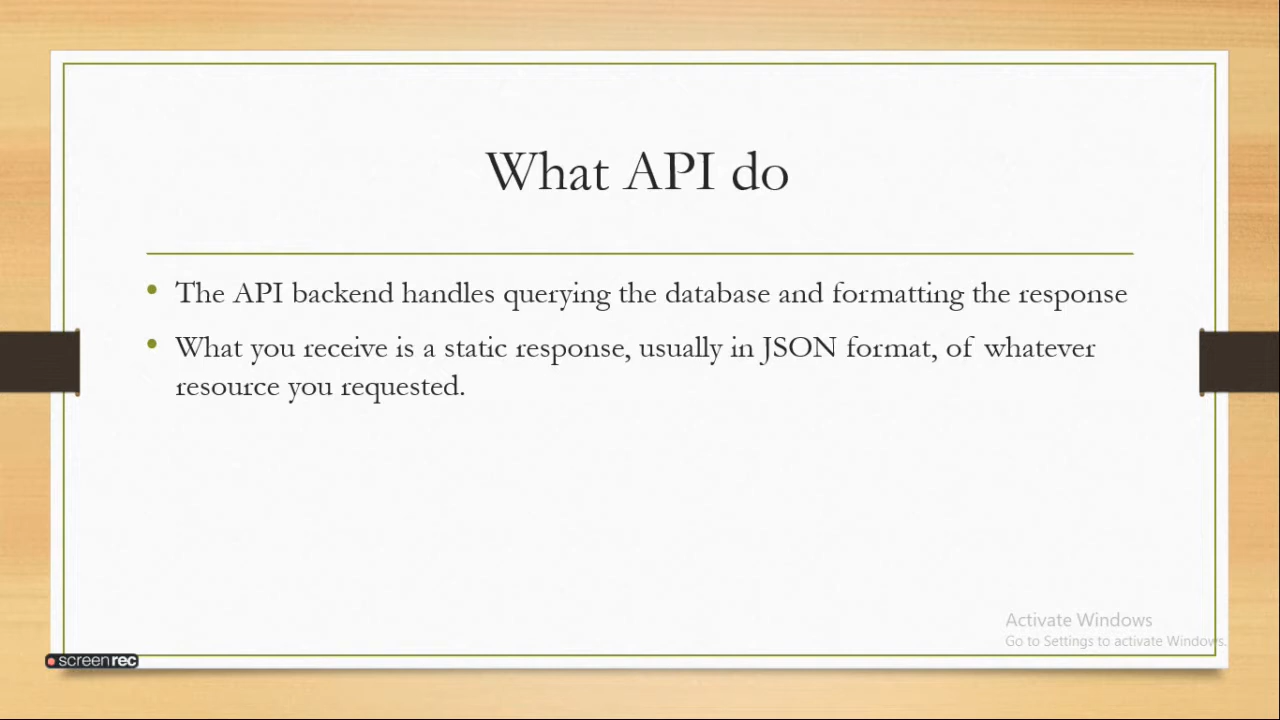 What API do
• The API backend handles querying the database and formatting the response
• What you receive is a static response, usually in JSON format, of whatever
resource you requested.
Activate Windows
Go to Settings to activate Windows.
screenrec